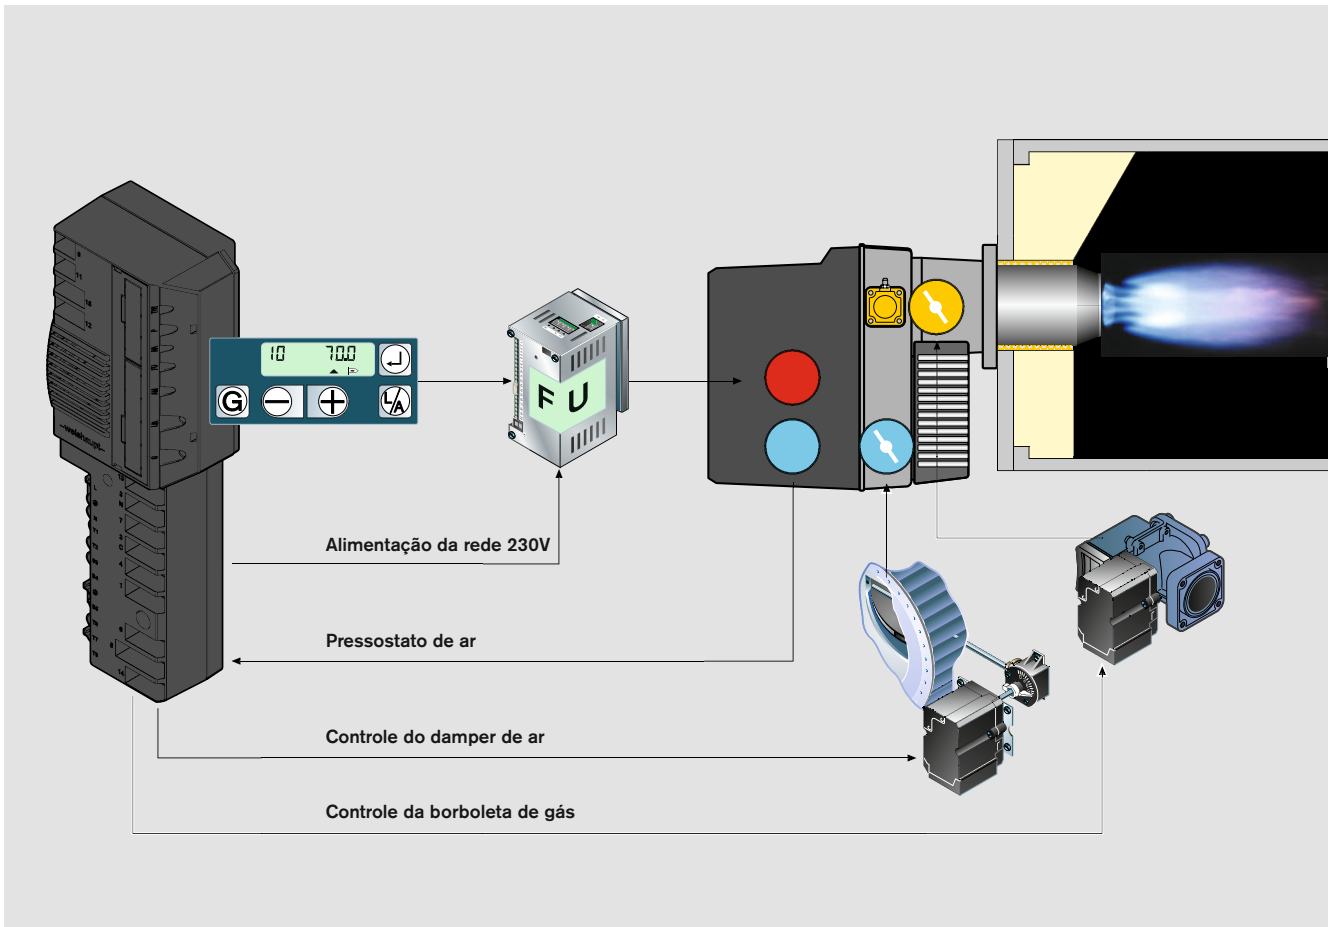 10 70.0
G
L/A
F U
–weishaupt–
Alimentação da rede 230V
Pressostato de ar
Controle do damper de ar
Controle da borboleta de gás